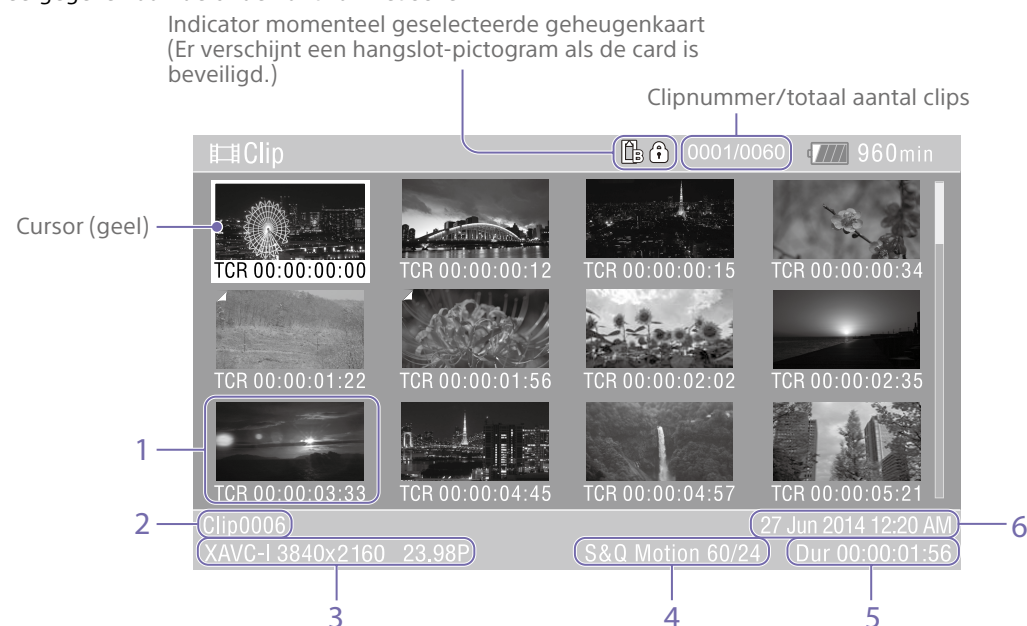 Indicator momenteel geselecteerde geheugenkaart
(Er verschijnt een hangslot-pictogram als de card is
beveiligd.)
Clipnummer/totaal aantal clips
Clip
B
0001/0060
960min
Cursor (geel)
TCR 00:00:00:00
TCR 00:00:00:12
TCR 00:00:00:15
TCR 00:00:00:34
TCR 00:00:01:22
TCR 00:00:01:56
TCR 00:00:02:02
TCR 00:00:02:35
1
TCR 00:00:03:33
TCR 00:00:04:45
TCR 00:00:04:57
TCR 00:00:05:21
2
Clip0006
27 Jun 2014 12:20 AM
6
XAVC-I 3840x2160 23.98P
S&Q Motion 60/24
Dur 00:00:01:56
3
4
5